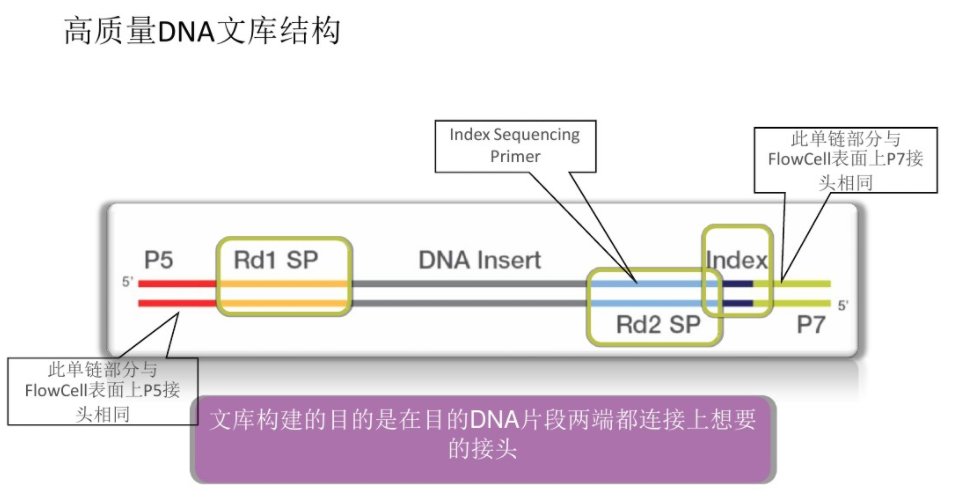 高质量DNA文库结构
Index Sequencing
Primer
此单链部分与
FlowCell表面上P7接
头相同
P5
Rd1 SP
DNA Insert
Index
5'
5'
Rd2 SP
P7
此单链部分与
FlowCell表面上P5接
头相同
文库构建的目的是在目的DNA片段两端都连接上想要
的接头